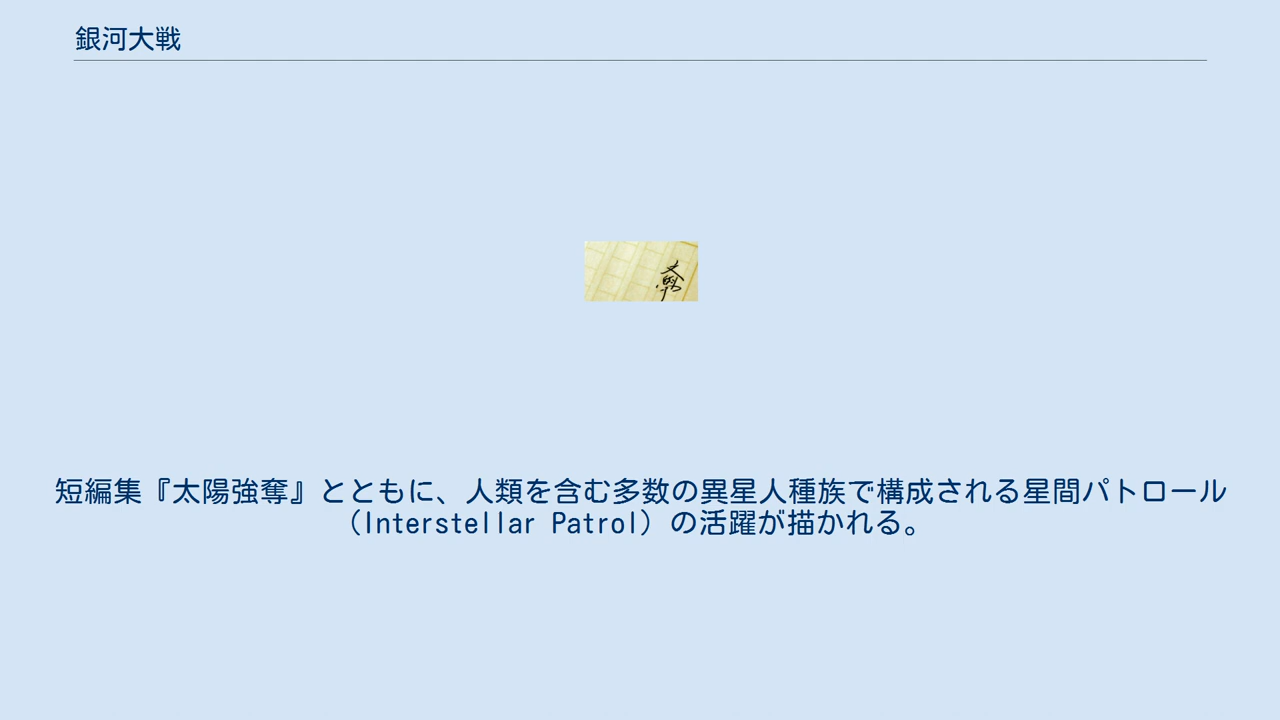 銀河大戦
短編集『太陽強奪』とともに、人類を含む多数の異星人種族で構成される星間パトロール
（Interstellar Patrol）の活躍が描かれる。